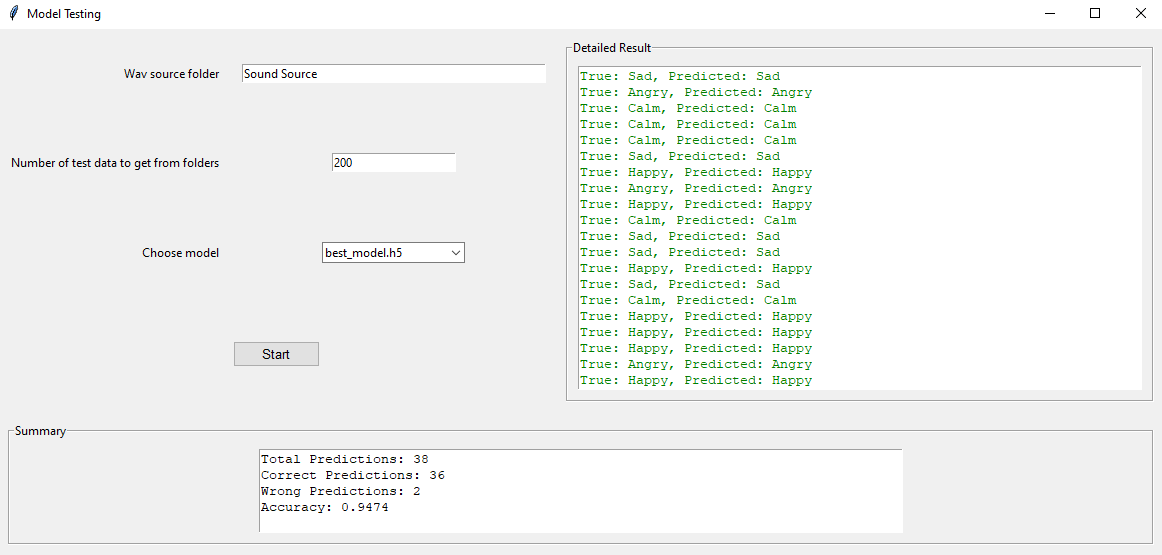 Model Testing
Wav source folder
Sound Source
Number of test data to get from folders
200
Choose model
best_model.h5
Start
Detailed Result
True: Sad, Predicted: Sad
True: Angry, Predicted: Angry
True: Calm, Predicted: Calm
True: Calm, Predicted: Calm
True: Calm, Predicted: Calm
True: Sad, Predicted: Sad
True: Happy, Predicted: Happy
True: Angry, Predicted: Angry
True: Happy, Predicted: Happy
True: Calm, Predicted: Calm
True: Sad, Predicted: Sad
True: Sad, Predicted: Sad
True: Happy, Predicted: Happy
True: Sad, Predicted: Sad
True: Calm, Predicted: Calm
True: Happy, Predicted: Happy
True: Happy, Predicted: Happy
True: Happy, Predicted: Happy
True: Angry, Predicted: Angry
True: Happy, Predicted: Happy
Summary
Total Predictions: 38
Correct Predictions: 36
Wrong Predictions: 2
Accuracy: 0.9474